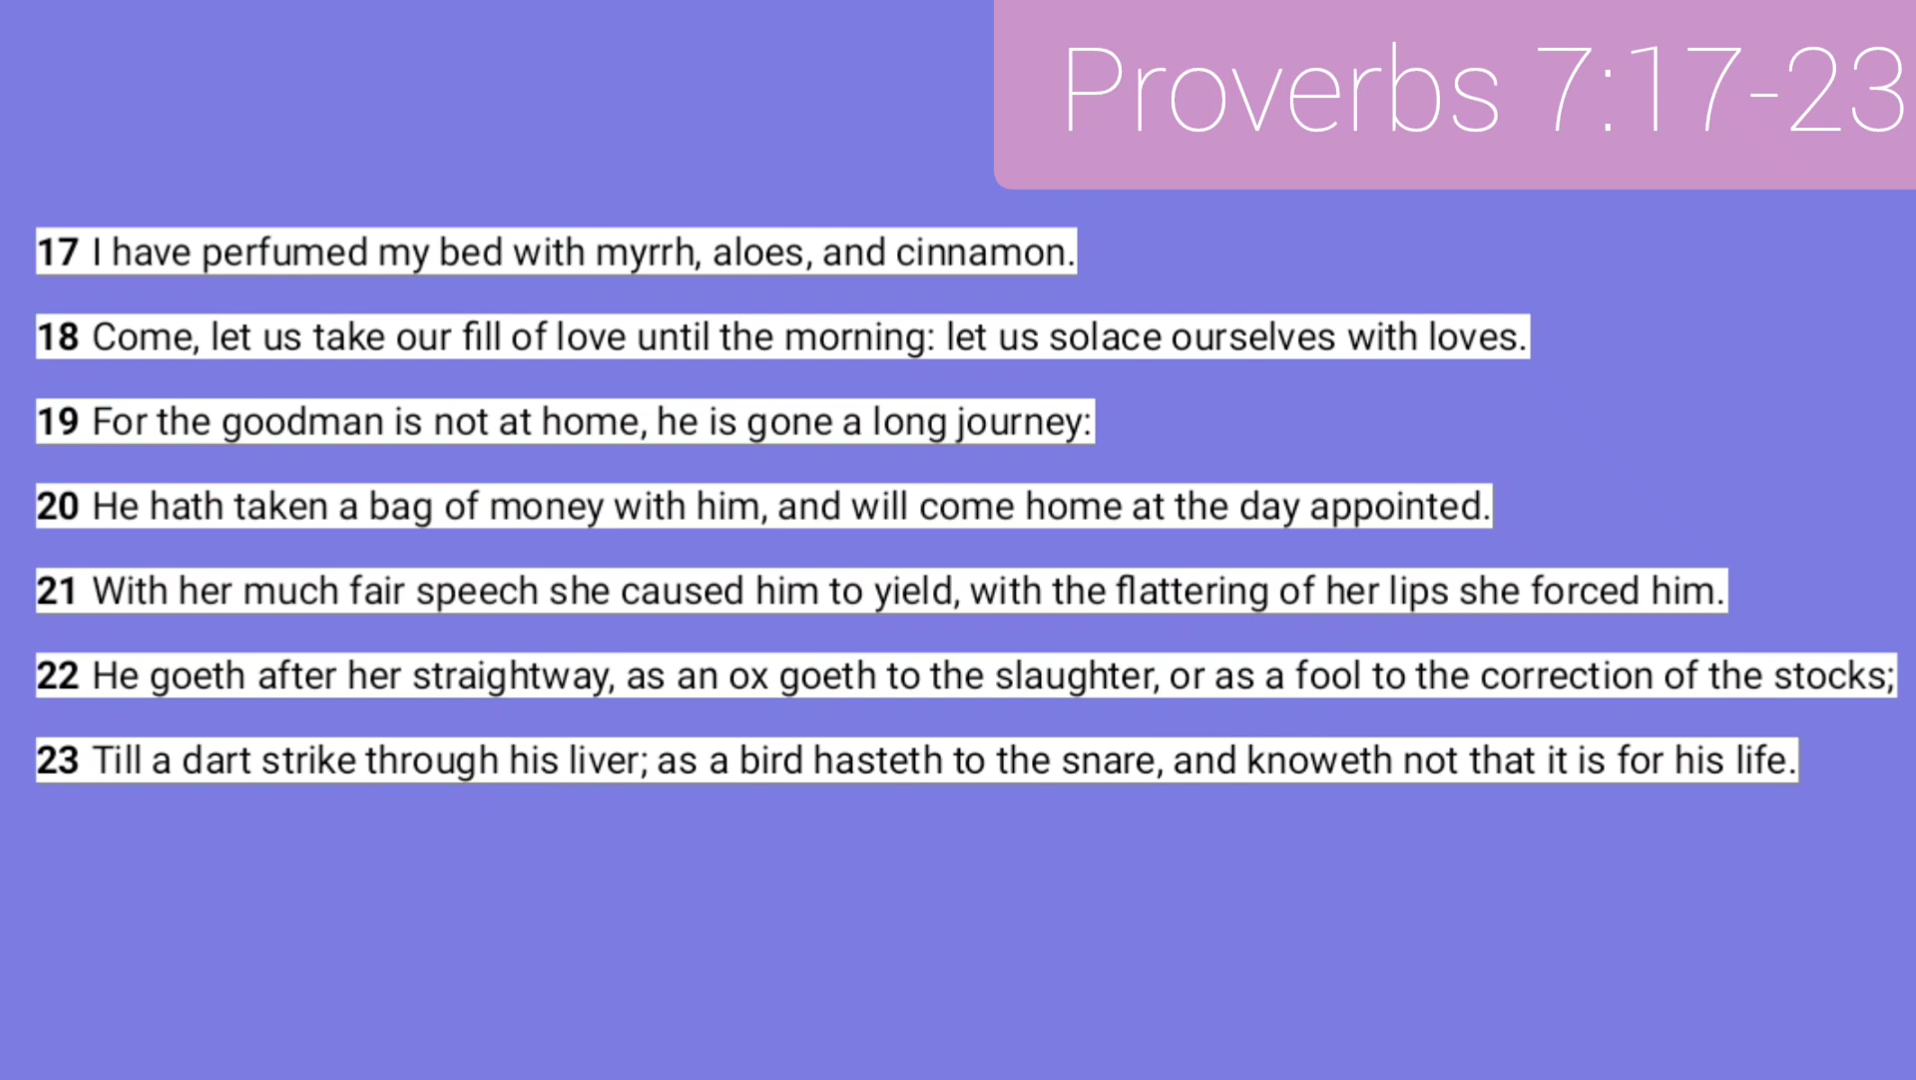 Proverbs 7:17-23
17 I have perfumed my bed with myrrh, aloes, and cinnamon.
18 Come, let us take our fill of love until the morning: let us solace ourselves with loves.
19 For the goodman is not at home, he is gone a long journey:
20 He hath taken a bag of money with him, and will come home at the day appointed.
21 With her much fair speech she caused him to yield, with the flattering of her lips she forced him.
22 He goeth after her straightway, as an ox goeth to the slaughter, or as a fool to the correction of the stocks;
23 Till a dart strike through his liver; as a bird hasteth to the snare, and knoweth not that it is for his life.